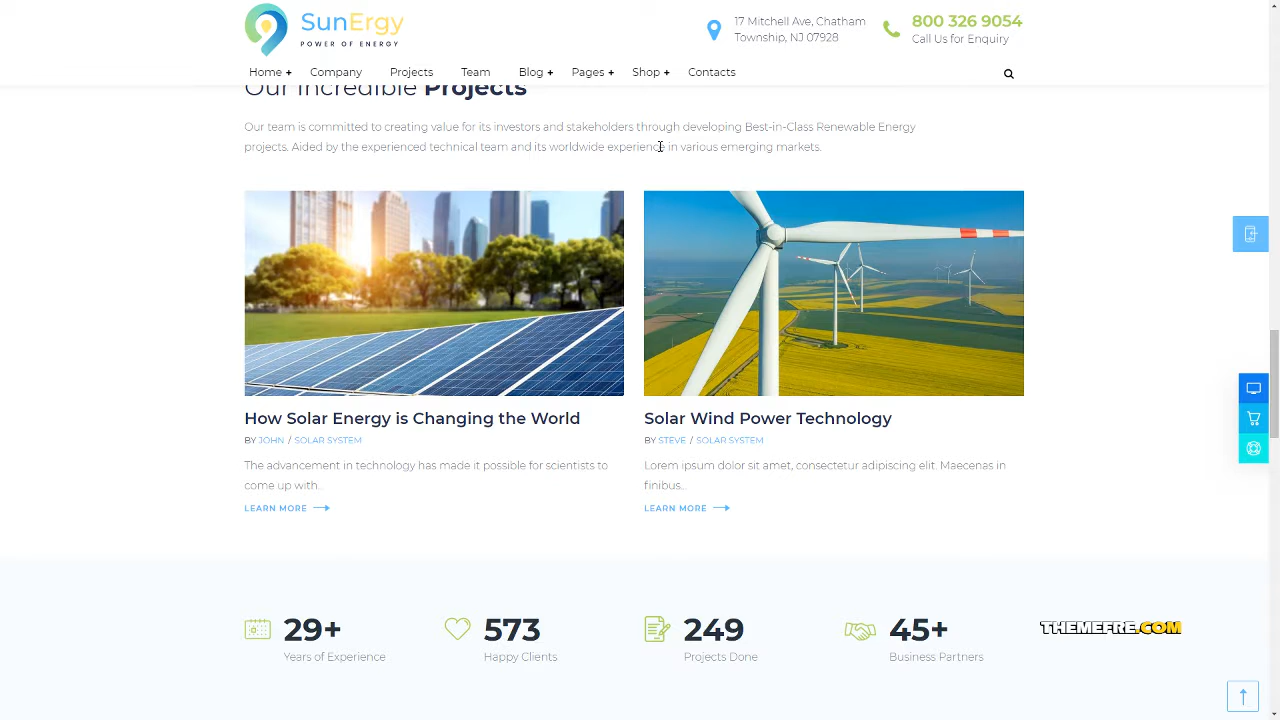 SunErgy
POWER OF ENERGY
17 Mitchell Ave, Chatham
Township, NJ 07928
800 326 9054
Call Us for Enquiry
Home +
Company
Projects
Team
Blog +
Pages +
Shop +
Contacts
Our Incredible Projects
Our team is committed to creating value for its investors and stakeholders through developing Best-in-Class Renewable Energy
projects. Aided by the experienced technical team and its worldwide experience in various emerging markets.
How Solar Energy is Changing the World
BY JOHN / SOLAR SYSTEM
The advancement in technology has made it possible for scientists to
come up with...
LEARN MORE
Solar Wind Power Technology
BY STEVE / SOLAR SYSTEM
Lorem ipsum dolor sit amet, consectetur adipiscing elit. Maecenas in
finibus...
LEARN MORE
29+
Years of Experience
573
Happy Clients
249
Projects Done
45+
Business Partners
THEMEFRE.COM